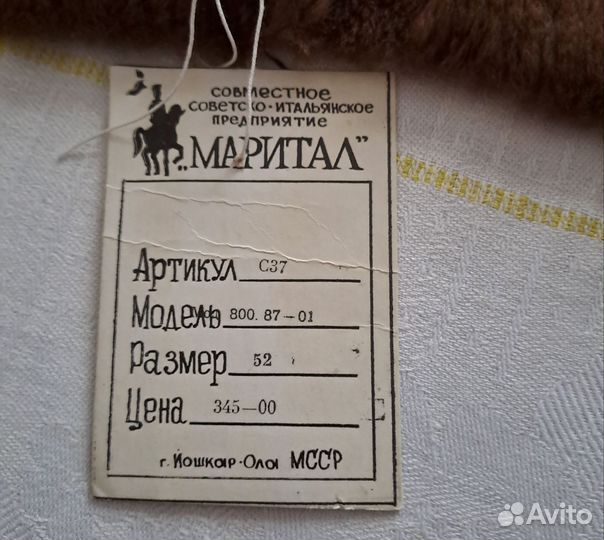 СОВМЕСТНОЕ
СОВЕТСКО-ИТАЛЬЯНСКОЕ
ПРЕДПРИЯТИЕ
„МАРИТАЛ”
Артикул С37
Модель 800. 87—01
Размер 52
Цена 345—00
г. Йошкар-Ола МССР
Avito